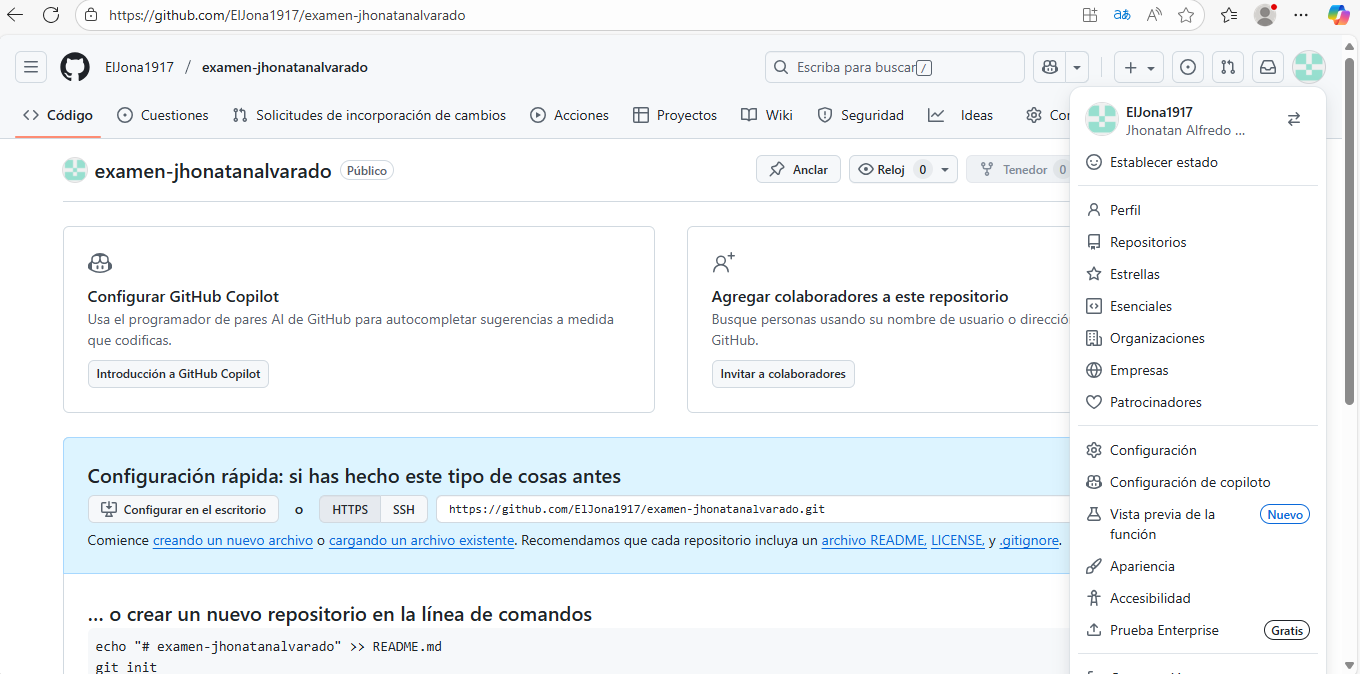 https://github.com/ElJona1917/examen-jhonatanalvarado
ElJona1917 / examen-jhonatanalvarado
Escriba para buscar /
Código
Cuestiones
Solicitudes de incorporación de cambios
Acciones
Proyectos
Wiki
Seguridad
Ideas
examen-jhonatanalvarado
Público
Anclar
Reloj 0
Tenedor 0
Configurar GitHub Copilot
Usa el programador de pares AI de GitHub para autocompletar sugerencias a medida
que codificas.
Introducción a GitHub Copilot
Agregar colaboradores a este repositorio
Busque personas usando su nombre de usuario o
GitHub.
Invitar a colaboradores
Configuración rápida: si has hecho este tipo de cosas antes
Configurar en el escritorio
o
HTTPS
SSH
https://github.com/ElJona1917/examen-jhonatanalvarado.git
Comience creando un nuevo archivo o cargando un archivo existente. Recomendamos que cada repositorio incluya un archivo README, LICENSE, y .gitignore.
... o crear un nuevo repositorio en la línea de comandos
echo "# examen-jhonatanalvarado" >> README.md
git init
ElJona1917
Jhonatan Alfredo ...
Establecer estado
Perfil
Repositorios
Estrellas
Esenciales
Organizaciones
Empresas
Patrocinadores
Configuración
Configuración de copiloto
Vista previa de la
función
Nuevo
Apariencia
Accesibilidad
Prueba Enterprise
Gratis